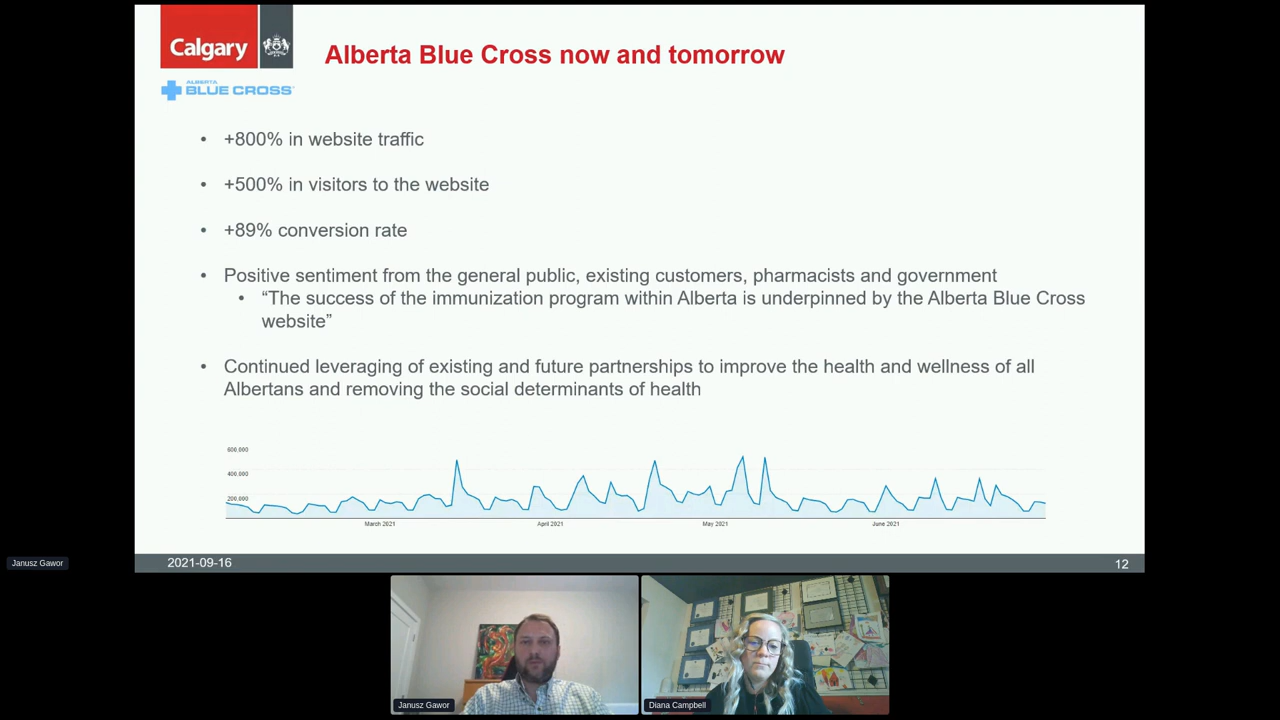 Calgary
ALBERTA
BLUE CROSS
Alberta Blue Cross now and tomorrow
• +800% in website traffic
• +500% in visitors to the website
• +89% conversion rate
• Positive sentiment from the general public, existing customers, pharmacists and government
• “The success of the immunization program within Alberta is underpinned by the Alberta Blue Cross
website”
• Continued leveraging of existing and future partnerships to improve the health and wellness of all
Albertans and removing the social determinants of health
600,000
400,000
200,000
March 2021 April 2021 May 2021 June 2021
2021-09-16 12
Janusz Gawor
Janusz Gawor
Diana Campbell